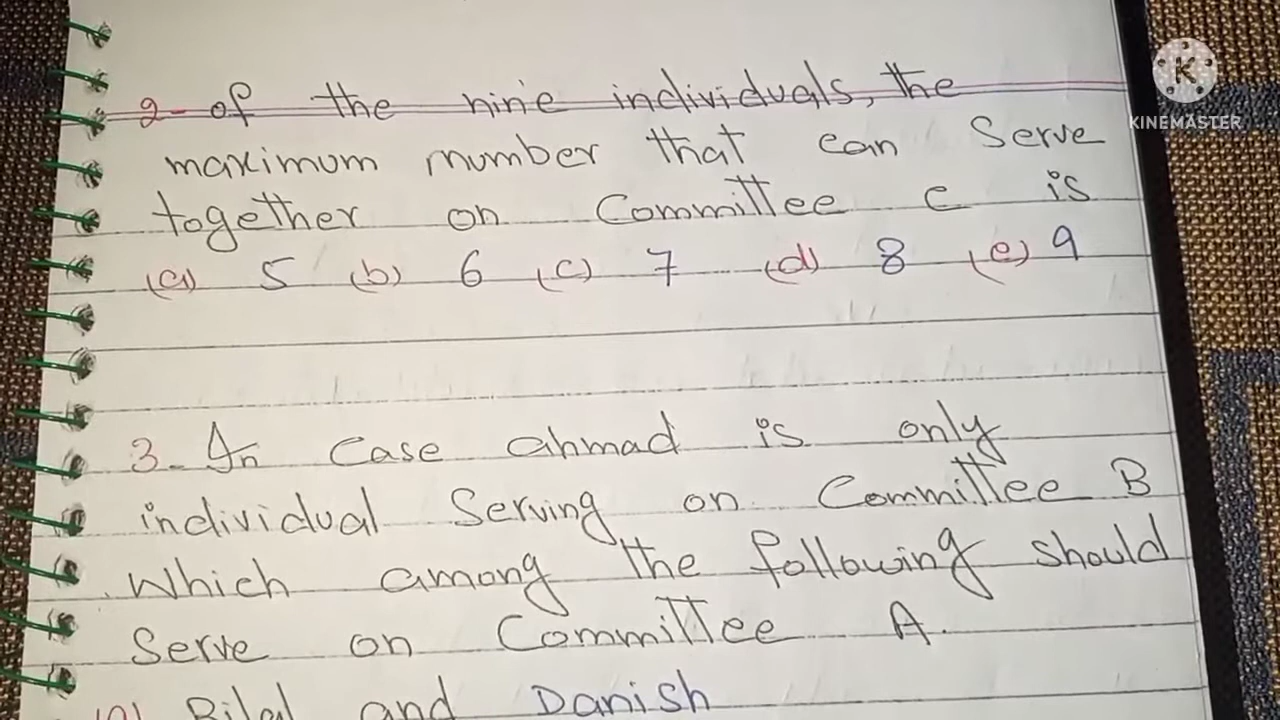 2- of the nine individuals, the
maximum number that can Serve
together on Committee C is
(a) 5 (b) 6 (c) 7 (d) 8 (e) 9
3- In Case ahmad is only
individual Serving on Committee B
which among the following should
Serve on Committee A.
(a) Bilal and Danish
K
KINEMASTER